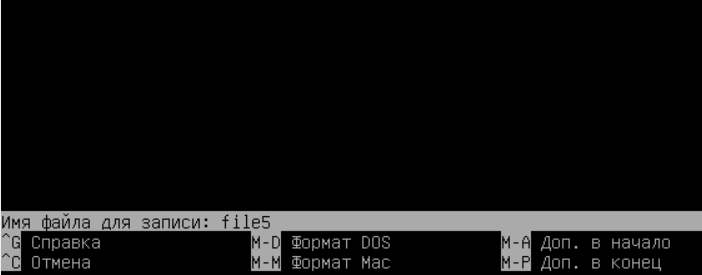 Имя файла для записи: file5
^G Справка M-D Формат DOS M-A Доп. в начало
^C Отмена M-M Формат Mac M-P Доп. в конец